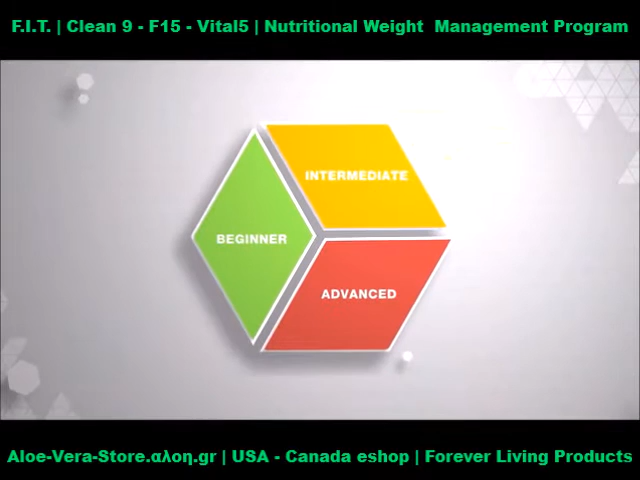 F.I.T. | Clean 9 - F15 - Vital5 | Nutritional Weight  Management Program
INTERMEDIATE
BEGINNER
ADVANCED
Aloe-Vera-Store.αλοη.gr | USA - Canada eshop | Forever Living Products